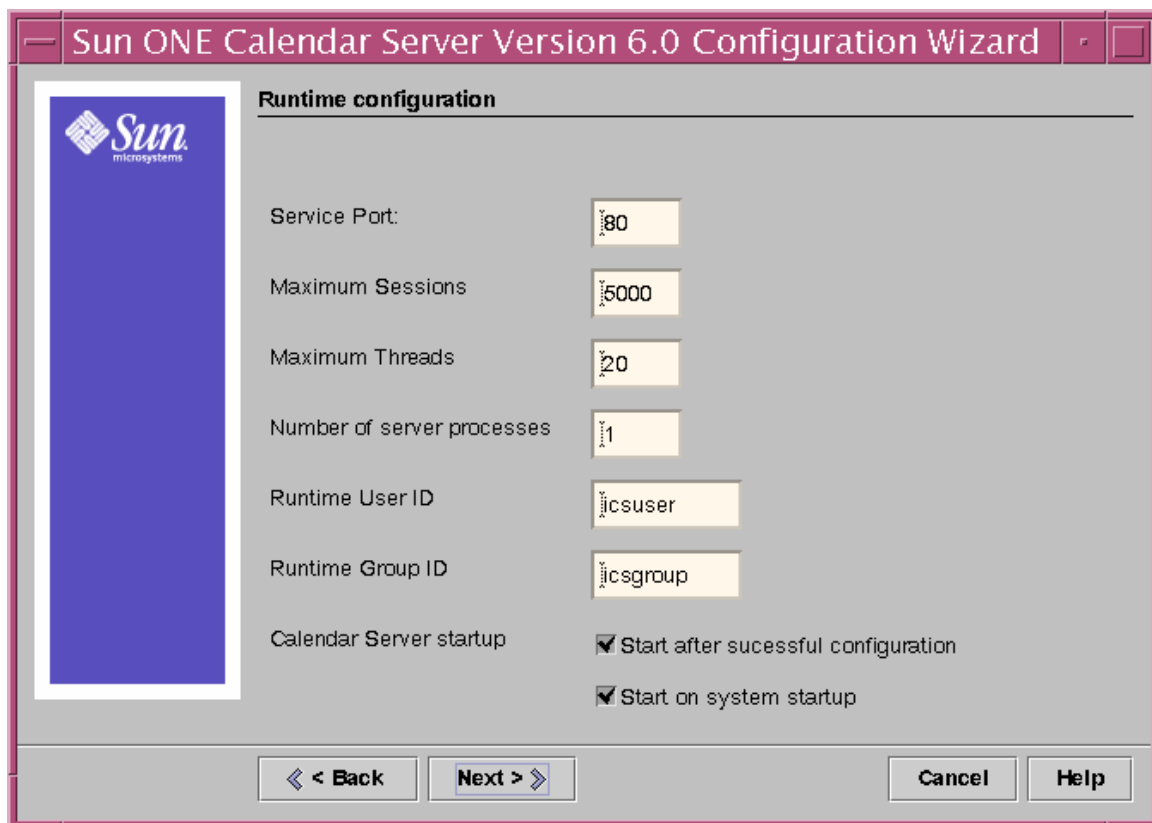 Sun ONE Calendar Server Version 6.0 Configuration Wizard
Sun
microsystems
Runtime configuration
Service Port: 80
Maximum Sessions 5000
Maximum Threads 20
Number of server processes 1
Runtime User ID icsuser
Runtime Group ID icsgroup
Calendar Server startup Start after sucessful configuration
Start on system startup
< Back Next > Cancel Help